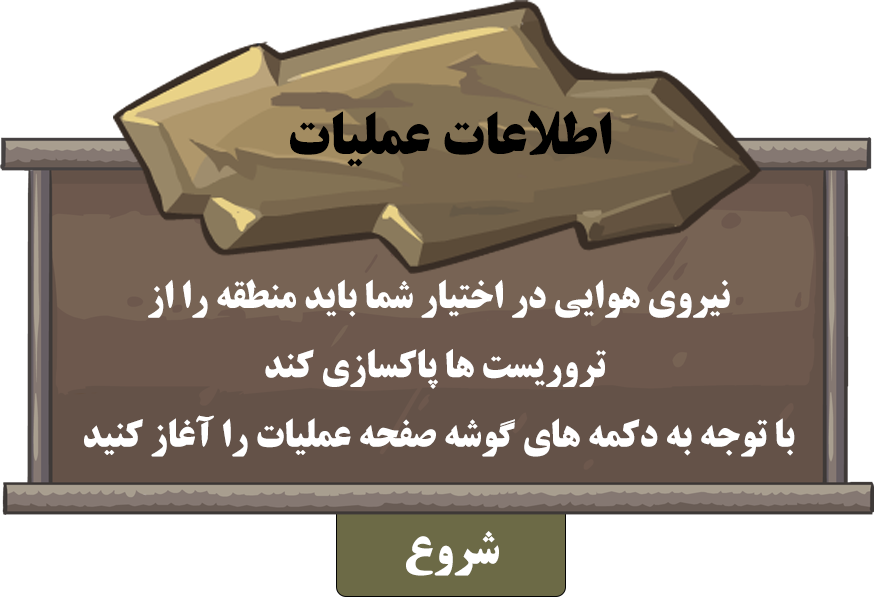 اطلاعات عملیات
نیروی هوایی در اختیار شما باید منطقه را از
تروریست ها پاکسازی کند
با توجه به دکمه های گوشه صفحه عملیات را آغاز کنید
شروع